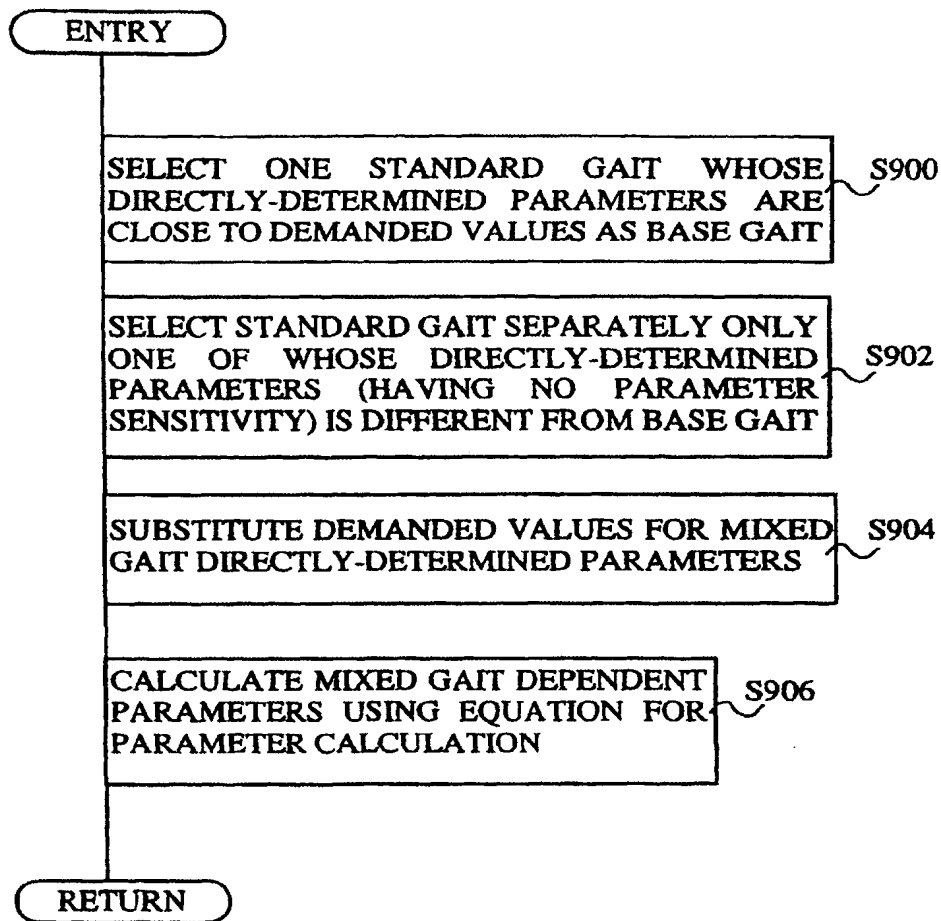 ENTRY
SELECT ONE STANDARD GAIT WHOSE
DIRECTLY-DETERMINED PARAMETERS ARE
CLOSE TO DEMANDED VALUES AS BASE GAIT
S900
SELECT STANDARD GAIT SEPARATELY ONLY
ONE OF WHOSE DIRECTLY-DETERMINED
PARAMETERS (HAVING NO PARAMETER
SENSITIVITY) IS DIFFERENT FROM BASE GAIT
S902
SUBSTITUTE DEMANDED VALUES FOR MIXED
GAIT DIRECTLY-DETERMINED PARAMETERS
S904
CALCULATE MIXED GAIT DEPENDENT
PARAMETERS USING EQUATION FOR
PARAMETER CALCULATION
S906
RETURN